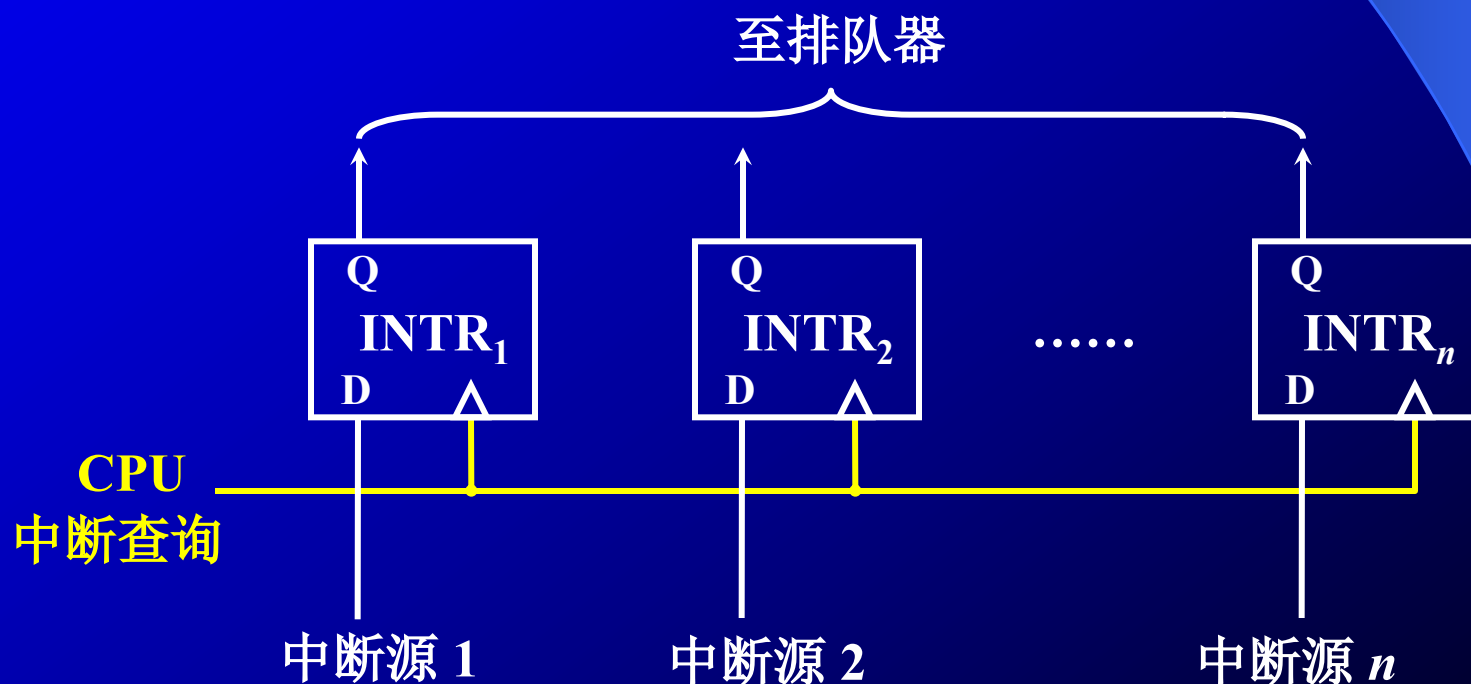 至排队器
Q Q Q
INTR₁ INTR₂ …… INTRₙ
D D D
CPU
中断查询
中断源 1 中断源 2 中断源 n